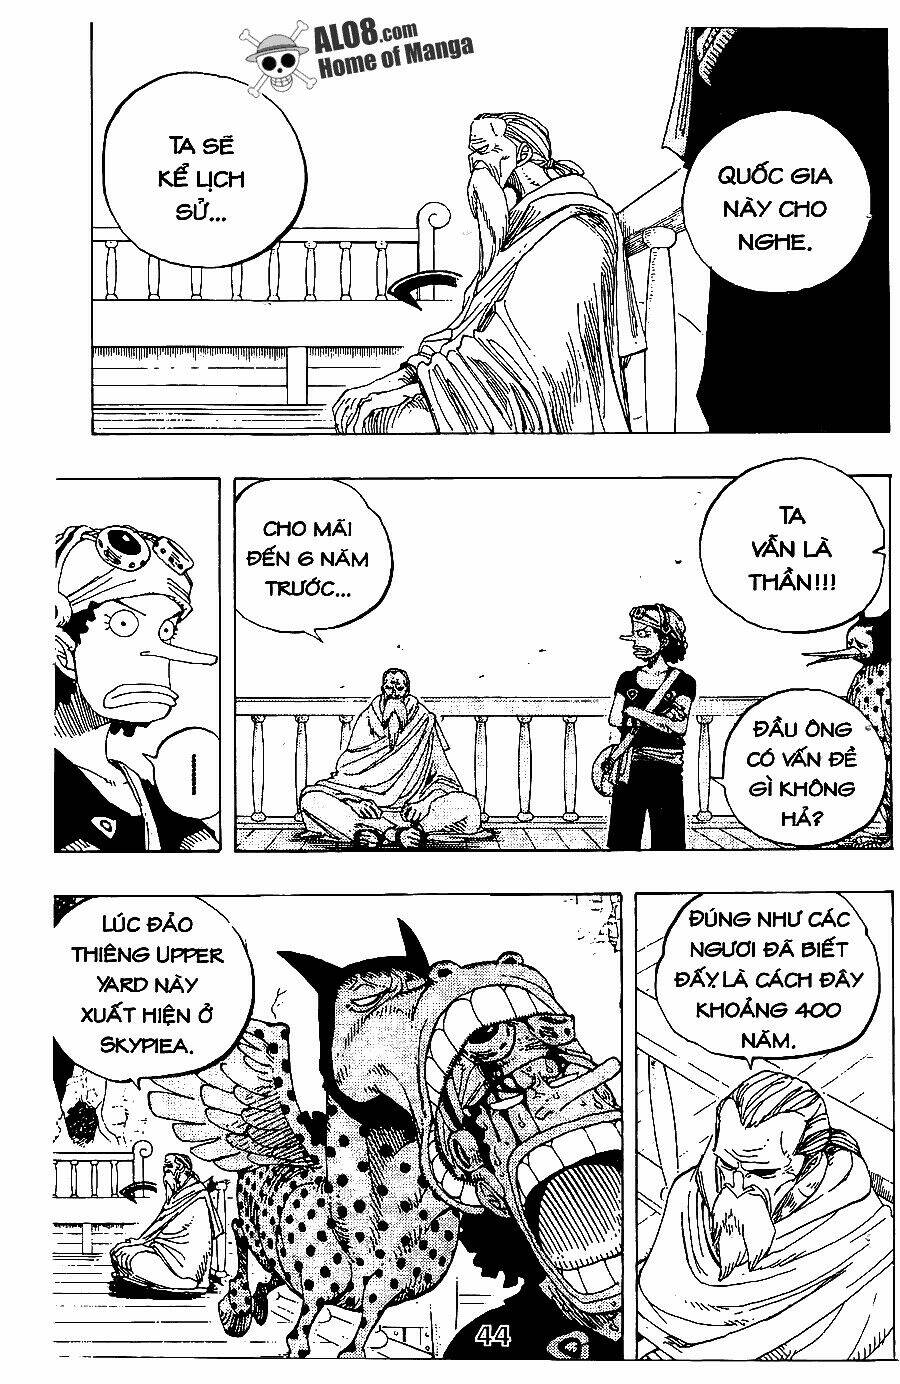 ALO8.com
Home of Manga
QUỐC GIA
NÀY CHO
NGHE.
TA SẼ
KỂ LỊCH
SỬ...
TA
VẪN LÀ
THẦN!!!
ĐẦU ÔNG
CÓ VẤN ĐỀ
GÌ KHÔNG
HẢ?
CHO MÃI
ĐẾN 6 NĂM
TRƯỚC...
ĐÚNG NHƯ CÁC
NGƯƠI ĐÃ BIẾT
ĐẤY. LÀ CÁCH ĐÂY
KHOẢNG 400
NĂM.
LÚC ĐẢO
THIÊNG UPPER
YARD NÀY
XUẤT HIỆN Ở
SKYPIEA.
44